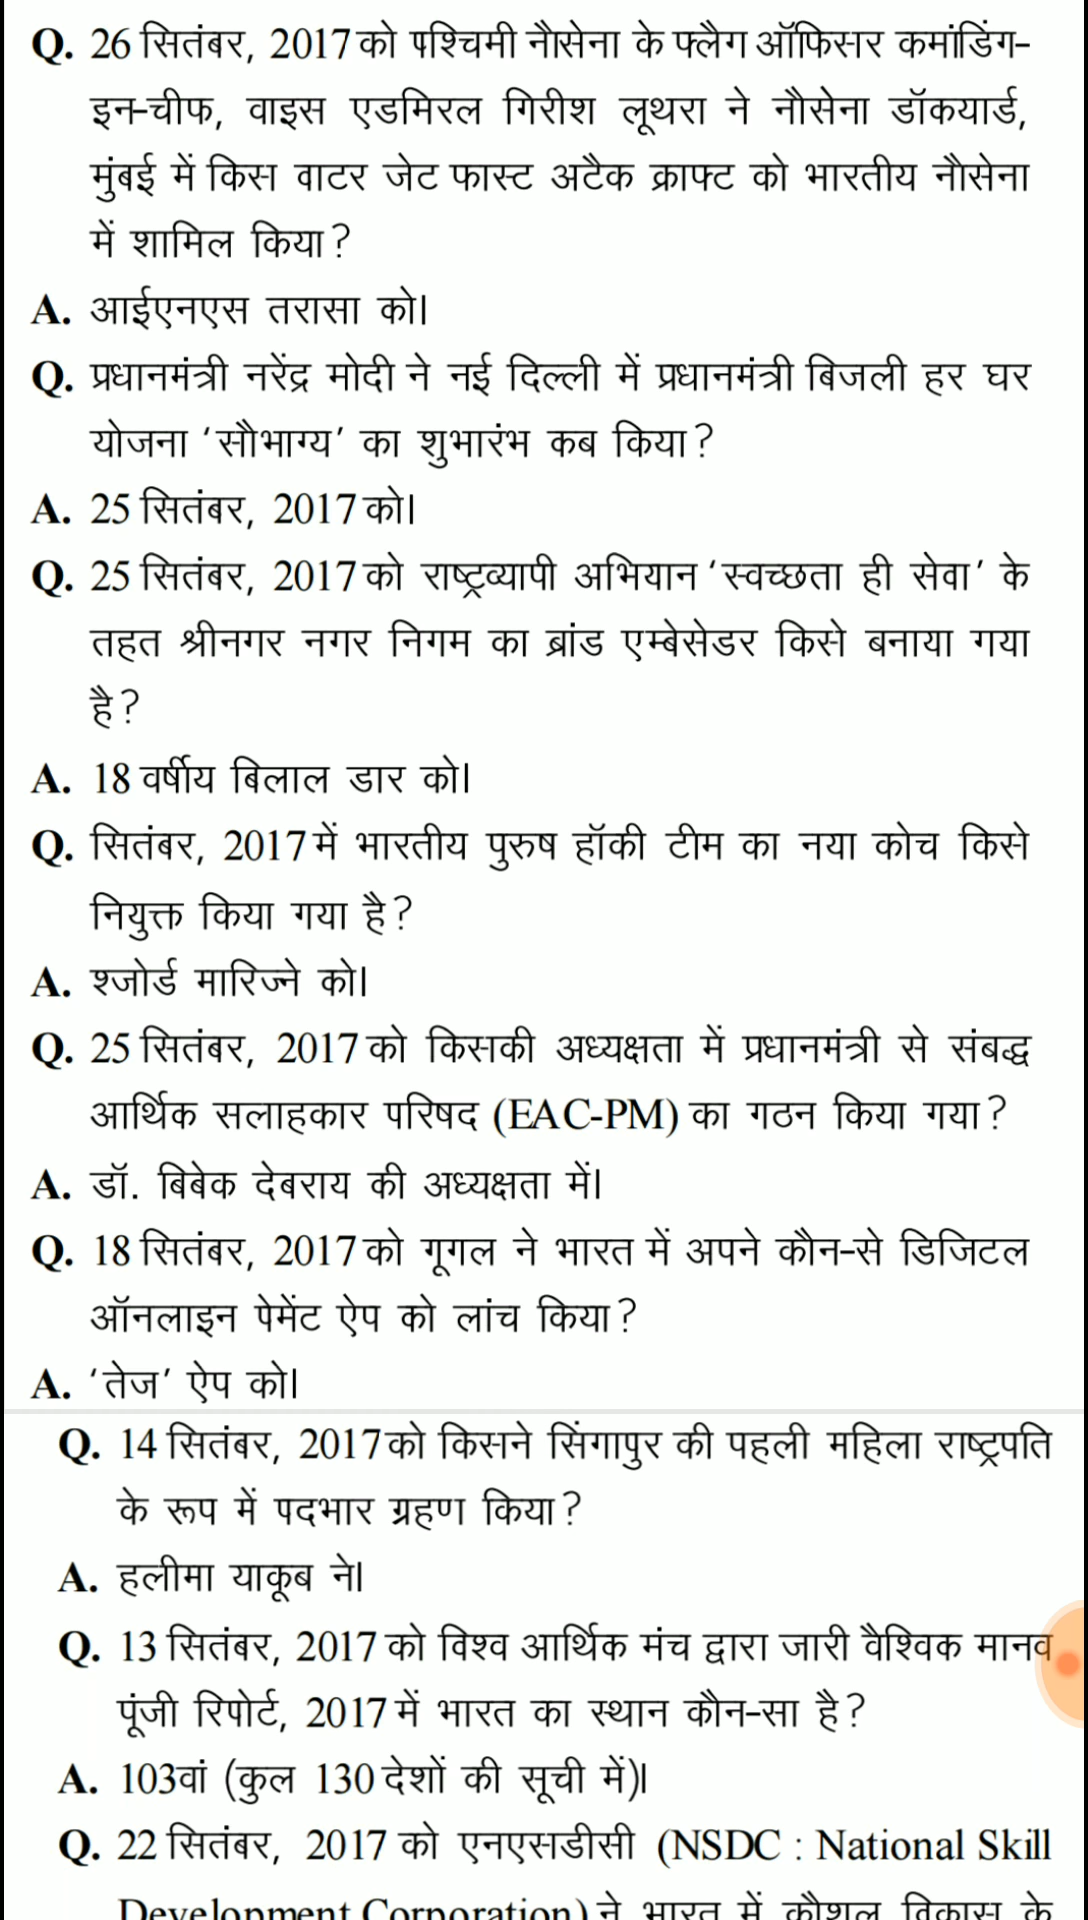 Q. 26 सितंबर, 2017 को पश्चिमी नौसेना के फ्लैग ऑफिसर कमांडिंग-
इन-चीफ, वाइस एडमिरल गिरीश लूथरा ने नौसेना डॉकयार्ड,
मुंबई में किस वाटर जेट फास्ट अटैक क्राफ्ट को भारतीय नौसेना
में शामिल किया?
A. आईएनएस तरासा को।
Q. प्रधानमंत्री नरेंद्र मोदी ने नई दिल्ली में प्रधानमंत्री बिजली हर घर
योजना ‘सौभाग्य’ का शुभारंभ कब किया?
A. 25 सितंबर, 2017 को।
Q. 25 सितंबर, 2017 को राष्ट्रव्यापी अभियान ‘स्वच्छता ही सेवा’ के
तहत श्रीनगर नगर निगम का ब्रांड एम्बेसेडर किसे बनाया गया
है?
A. 18 वर्षीय बिलाल डार को।
Q. सितंबर, 2017 में भारतीय पुरुष हॉकी टीम का नया कोच किसे
नियुक्त किया गया है?
A. श्जोर्ड मारिज्ने को।
Q. 25 सितंबर, 2017 को किसकी अध्यक्षता में प्रधानमंत्री से संबद्ध
आर्थिक सलाहकार परिषद (EAC-PM) का गठन किया गया?
A. डॉ. बिबेक देबराय की अध्यक्षता में।
Q. 18 सितंबर, 2017 को गूगल ने भारत में अपने कौन-से डिजिटल
ऑनलाइन पेमेंट ऐप को लांच किया?
A. ‘तेज’ ऐप को।
Q. 14 सितंबर, 2017 को किसने सिंगापुर की पहली महिला राष्ट्रपति
के रूप में पदभार ग्रहण किया?
A. हलीमा याकूब ने।
Q. 13 सितंबर, 2017 को विश्व आर्थिक मंच द्वारा जारी वैश्विक मानव
पूंजी रिपोर्ट, 2017 में भारत का स्थान कौन-सा है?
A. 103वां (कुल 130 देशों की सूची में)।
Q. 22 सितंबर, 2017 को एनएसडीसी (NSDC : National Skill
Development Corporation) ने भारत में कौशल विकास के